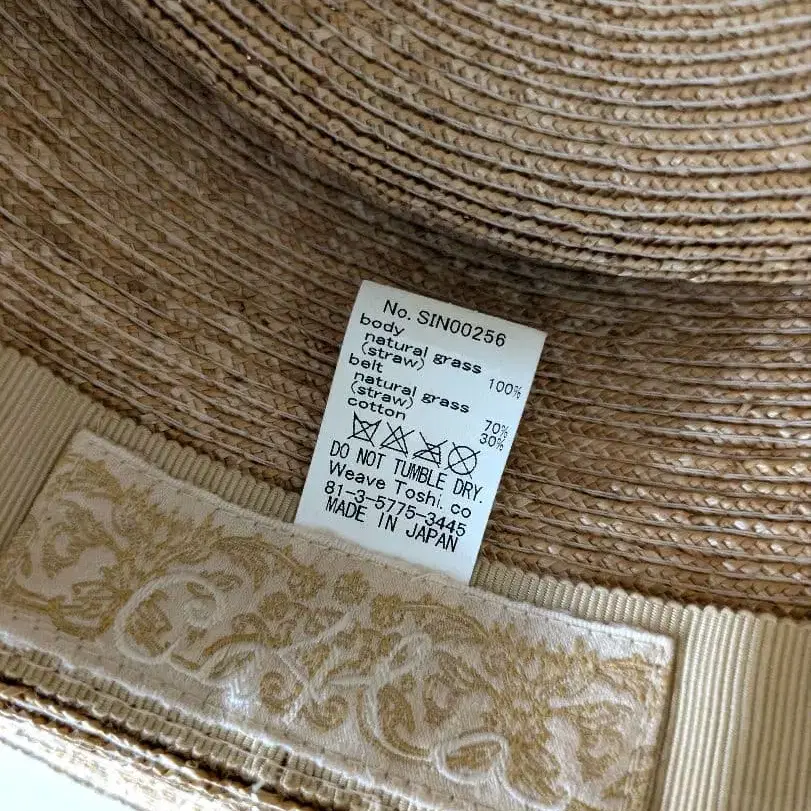 No. SIN00256
body
natural grass
(straw) 100%
belt
natural grass
(straw) 70%
cotton 30%
DO NOT TUMBLE DRY.
Weave Toshi.co
81-3-5775-3445
MADE IN JAPAN